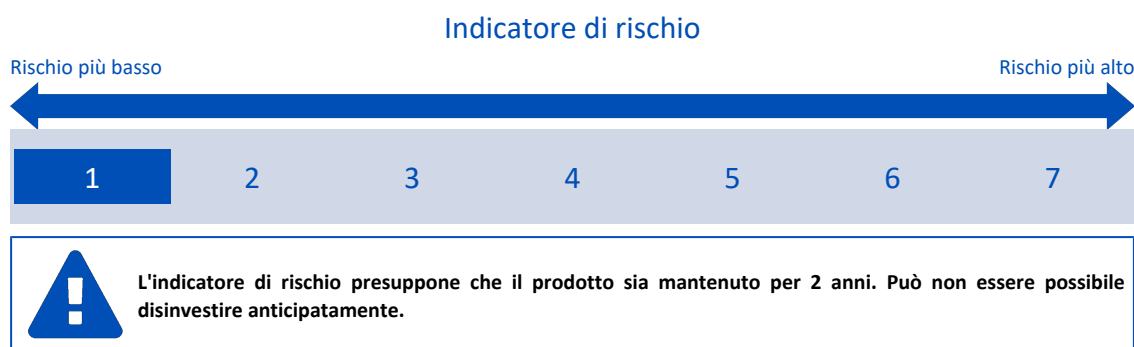 Indicatore di rischio
Rischio più basso Rischio più alto
1 2 3 4 5 6 7
L'indicatore di rischio presuppone che il prodotto sia mantenuto per 2 anni. Può non essere possibile
disinvestire anticipatamente.